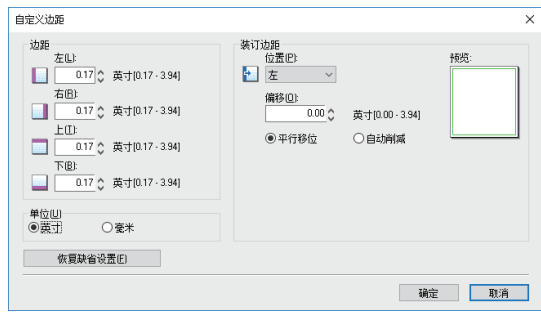 自定义边距
边距
左(L):
0.17 英寸[0.17 - 3.94]
右(R):
0.17 英寸[0.17 - 3.94]
上(T):
0.17 英寸[0.17 - 3.94]
下(B):
0.17 英寸[0.17 - 3.94]
单位(U)
英寸 毫米
恢复缺省设置(F)
装订边距
位置(P):
左
偏移(O):
0.00 英寸[0.00 - 3.94]
平行移位 自动削减
预览:
确定 取消